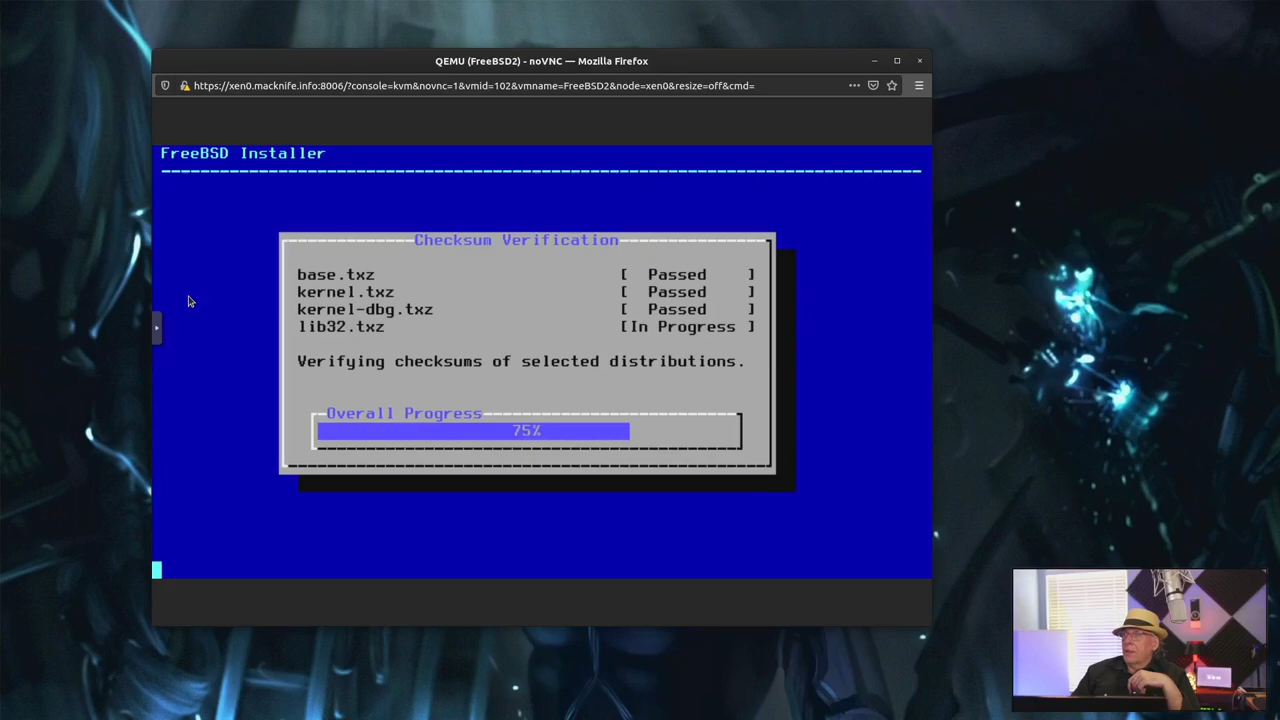 QEMU (FreeBSD2) - noVNC — Mozilla Firefox
https://xen0.macknife.info:8006/?console=kvm&novnc=1&vmid=102&vmname=FreeBSD2&node=xen0&resize=off&cmd=
FreeBSD Installer
Checksum Verification
base.txz [ Passed ]
kernel.txz [ Passed ]
kernel-dbg.txz [ Passed ]
lib32.txz [In Progress ]
Verifying checksums of selected distributions.
Overall Progress
75%